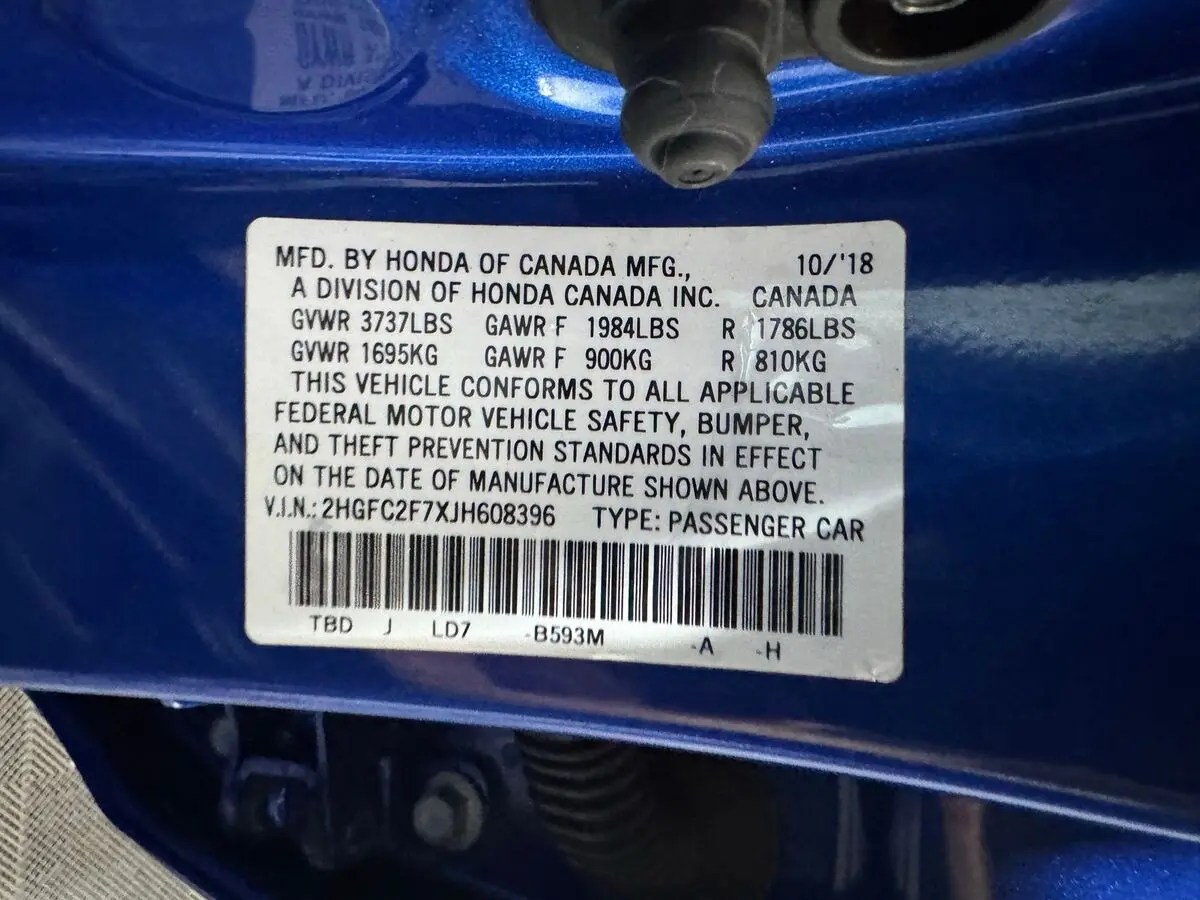 MFD. BY HONDA OF CANADA MFG., 10/'18
A DIVISION OF HONDA CANADA INC. CANADA
GVWR 3737LBS GAWR F 1984LBS R 1786LBS
GVWR 1695KG GAWR F 900KG R 810KG
THIS VEHICLE CONFORMS TO ALL APPLICABLE
FEDERAL MOTOR VEHICLE SAFETY, BUMPER,
AND THEFT PREVENTION STANDARDS IN EFFECT
ON THE DATE OF MANUFACTURE SHOWN ABOVE.
V.I.N.: 2HGFC2F7XJH608396 TYPE: PASSENGER CAR
TBD J LD7 -B593M -A -H